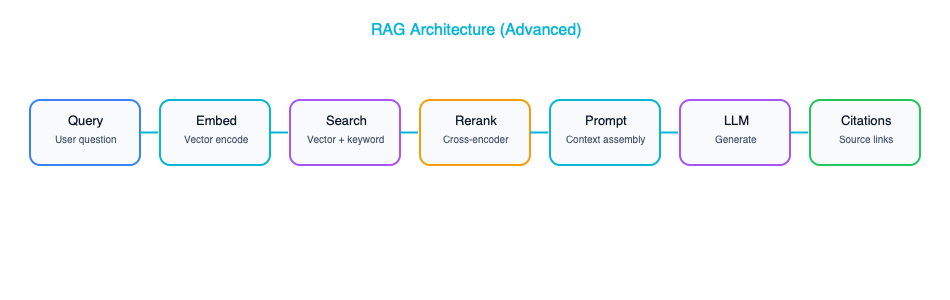 RAG Architecture (Advanced)
Query
User question
Embed
Vector encode
Search
Vector + keyword
Rerank
Cross-encoder
Prompt
Context assembly
LLM
Generate
Citations
Source links